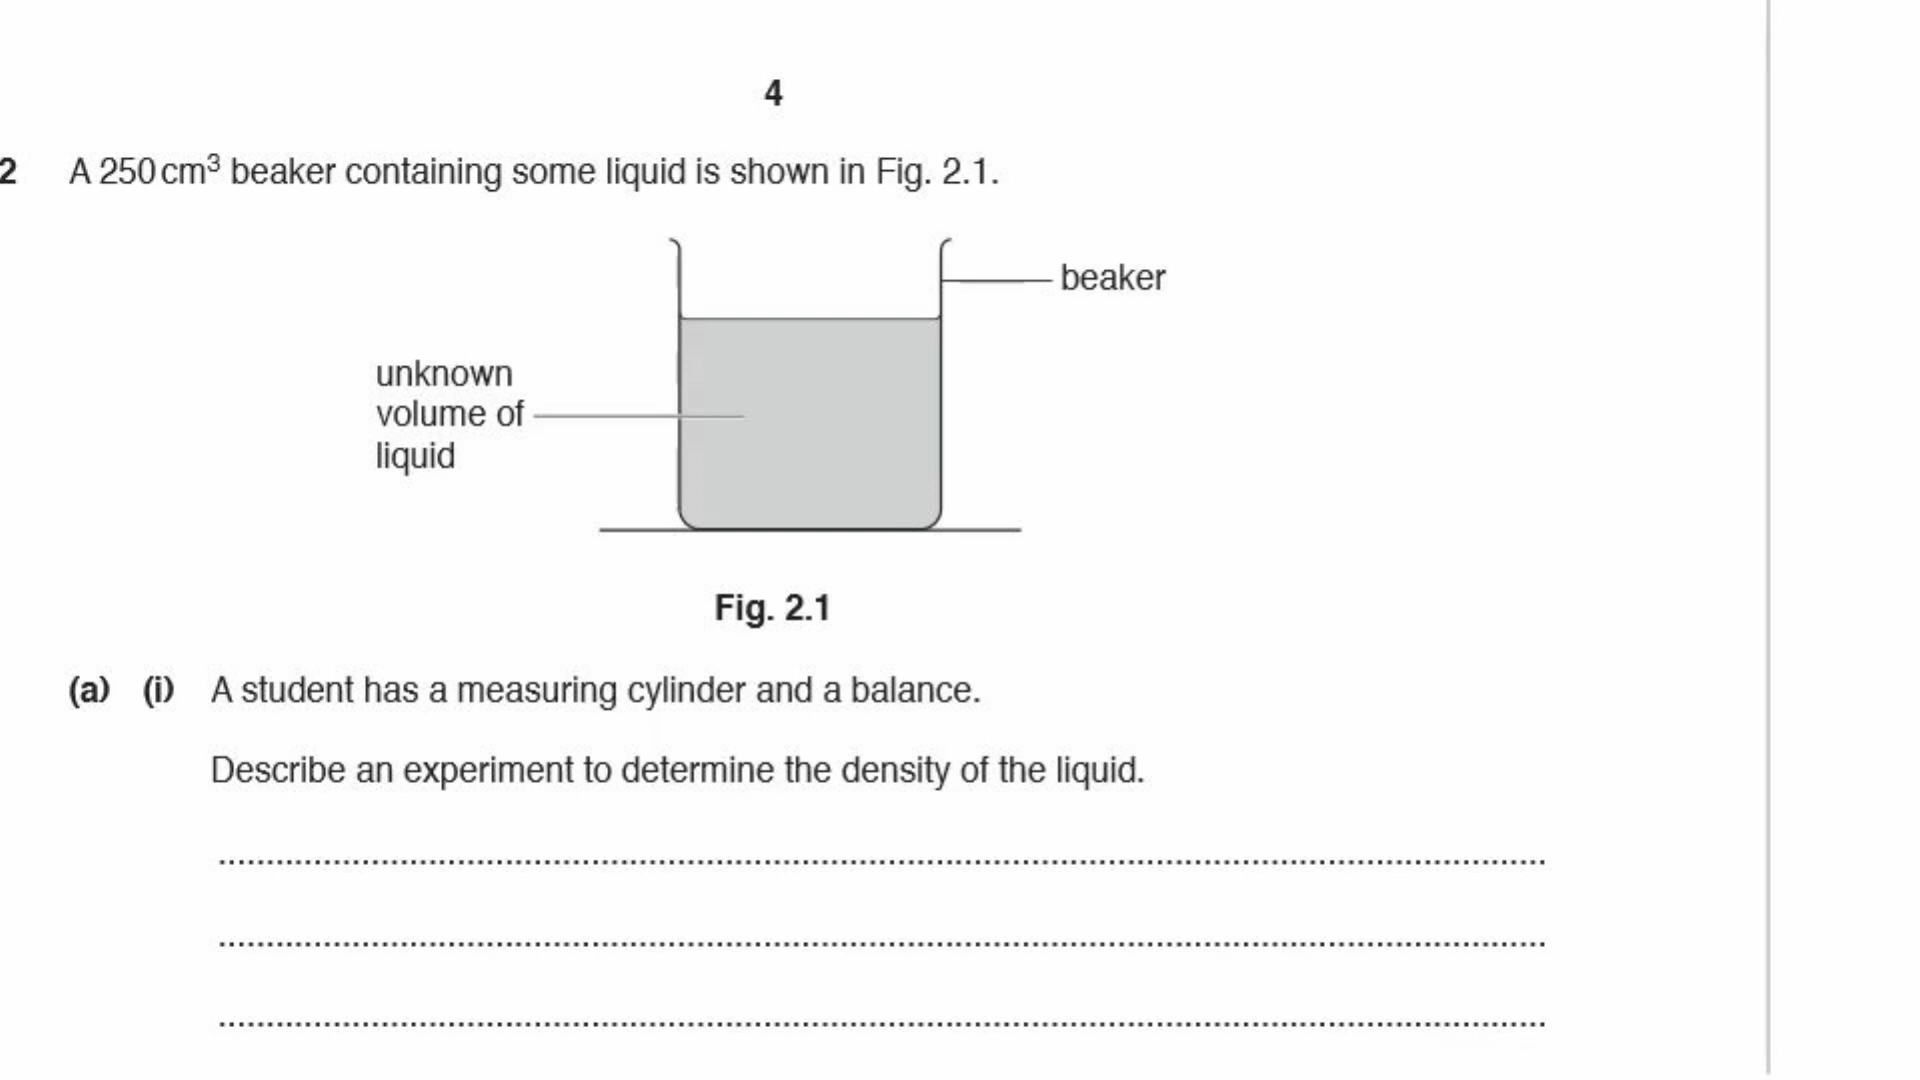 4
2 A 250 cm³ beaker containing some liquid is shown in Fig. 2.1.
beaker
unknown
volume of
liquid
Fig. 2.1
(a) (i) A student has a measuring cylinder and a balance.
Describe an experiment to determine the density of the liquid.